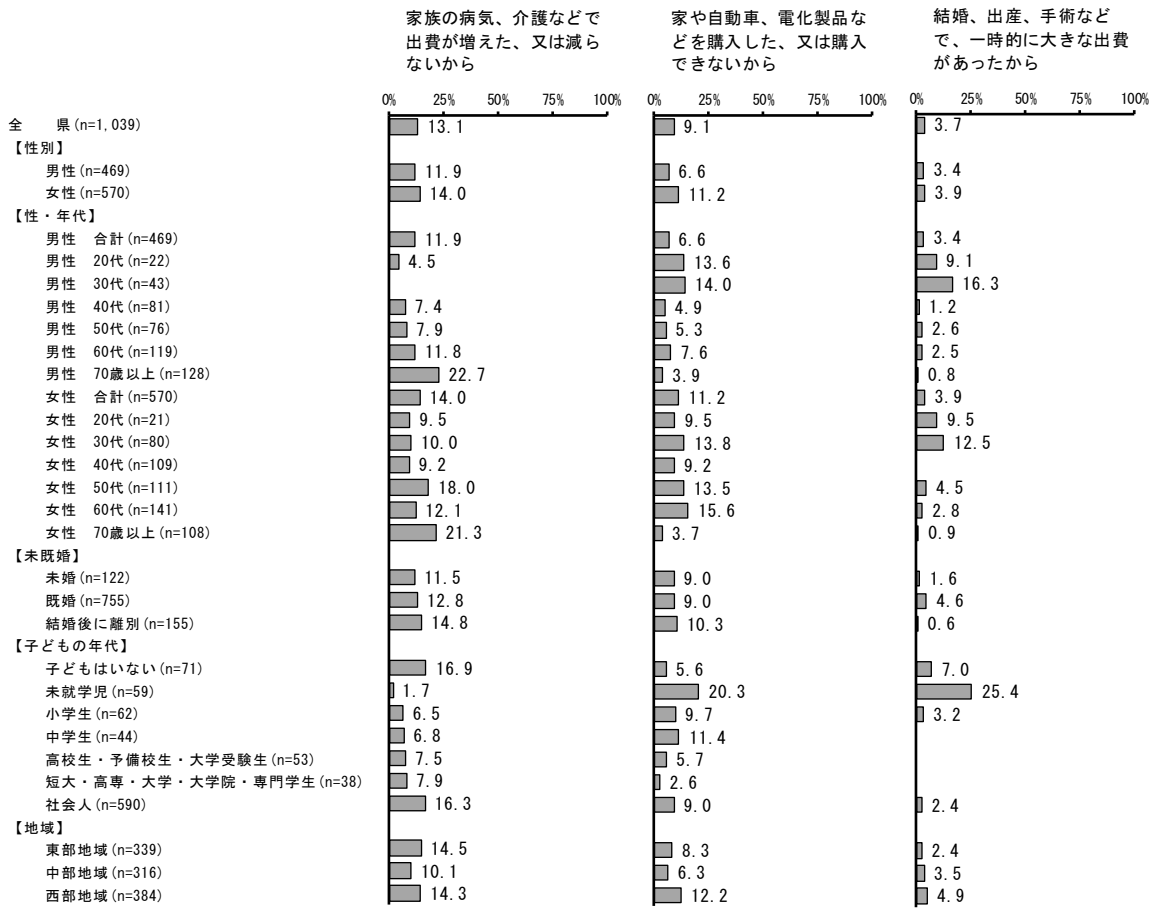 家族の病気、介護などで
出費が増えた、又は減ら
ないから
家や自動車、電化製品な
どを購入した、又は購入
できないから
結婚、出産、手術など
で、一時的に大きな出費
があったから
0% 25% 50% 75% 100% 0% 25% 50% 75% 100% 0% 25% 50% 75% 100%
全　　県(n=1,039) 13.1 9.1 3.7
【性別】
男性(n=469) 11.9 6.6 3.4
女性(n=570) 14.0 11.2 3.9
【性・年代】
男性　合計(n=469) 11.9 6.6 3.4
男性　20代(n=22) 4.5 13.6 9.1
男性　30代(n=43) 14.0 16.3
男性　40代(n=81) 7.4 4.9 1.2
男性　50代(n=76) 7.9 5.3 2.6
男性　60代(n=119) 11.8 7.6 2.5
男性　70歳以上(n=128) 22.7 3.9 0.8
女性　合計(n=570) 14.0 11.2 3.9
女性　20代(n=21) 9.5 9.5 9.5
女性　30代(n=80) 10.0 13.8 12.5
女性　40代(n=109) 9.2 9.2
女性　50代(n=111) 18.0 13.5 4.5
女性　60代(n=141) 12.1 15.6 2.8
女性　70歳以上(n=108) 21.3 3.7 0.9
【未既婚】
未婚(n=122) 11.5 9.0 1.6
既婚(n=755) 12.8 9.0 4.6
結婚後に離別(n=155) 14.8 10.3 0.6
【子どもの年代】
子どもはいない(n=71) 16.9 5.6 7.0
未就学児(n=59) 1.7 20.3 25.4
小学生(n=62) 6.5 9.7 3.2
中学生(n=44) 6.8 11.4
高校生・予備校生・大学受験生(n=53) 7.5 5.7
短大・高専・大学・大学院・専門学生(n=38) 7.9 2.6
社会人(n=590) 16.3 9.0 2.4
【地域】
東部地域(n=339) 14.5 8.3 2.4
中部地域(n=316) 10.1 6.3 3.5
西部地域(n=384) 14.3 12.2 4.9